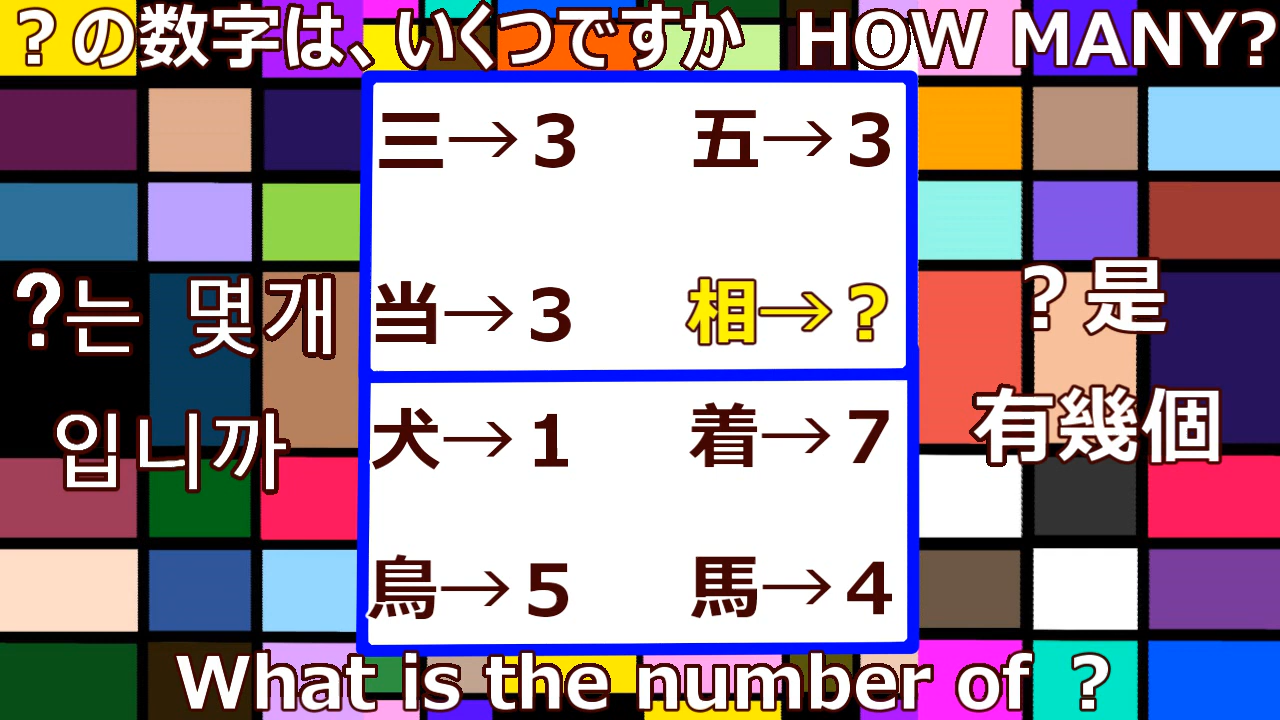 ？の数字は、いくつですか HOW MANY?
三→3 五→3
当→3 相→？
犬→1 着→7
鳥→5 馬→4
?는 몇개
입니까
？是
有幾個
What is the number of ？